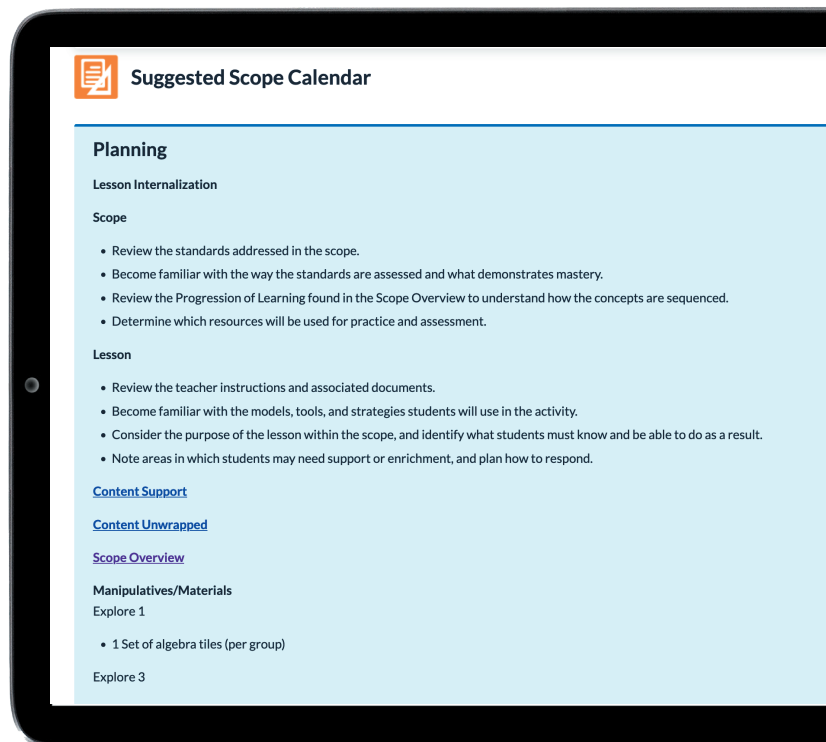 Suggested Scope Calendar
Planning
Lesson Internalization
Scope
• Review the standards addressed in the scope.
• Become familiar with the way the standards are assessed and what demonstrates mastery.
• Review the Progression of Learning found in the Scope Overview to understand how the concepts are sequenced.
• Determine which resources will be used for practice and assessment.
Lesson
• Review the teacher instructions and associated documents.
• Become familiar with the models, tools, and strategies students will use in the activity.
• Consider the purpose of the lesson within the scope, and identify what students must know and be able to do as a result.
• Note areas in which students may need support or enrichment, and plan how to respond.
Content Support
Content Unwrapped
Scope Overview
Manipulatives/Materials
Explore 1
• 1 Set of algebra tiles (per group)
Explore 3